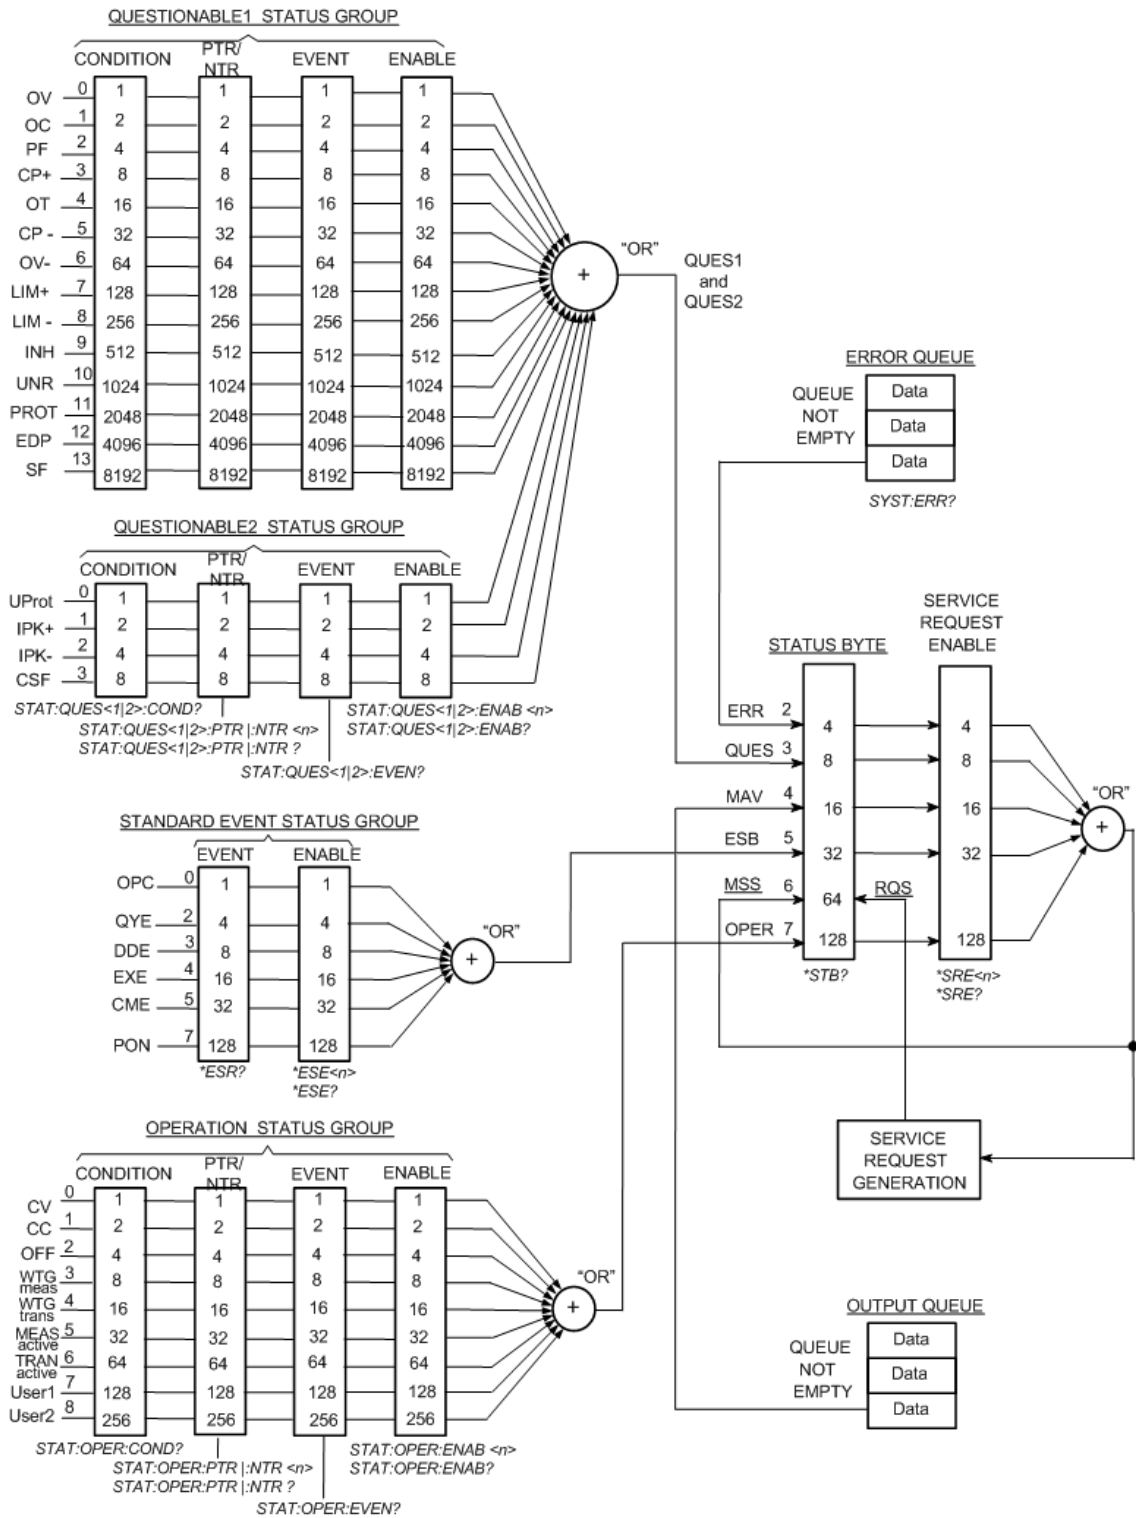 QUESTIONABLE1 STATUS GROUP
CONDITION PTR/ NTR EVENT ENABLE
OV 0 1 1 1 1
OC 1 2 2 2 2
PF 2 4 4 4 4
CP+ 3 8 8 8 8
OT 4 16 16 16 16
CP - 5 32 32 32 32
OV- 6 64 64 64 64
LIM+ 7 128 128 128 128
LIM - 8 256 256 256 256
INH 9 512 512 512 512
UNR 10 1024 1024 1024 1024
PROT 11 2048 2048 2048 2048
EDP 12 4096 4096 4096 4096
SF 13 8192 8192 8192 8192
+
“OR”
QUES1
and
QUES2
QUESTIONABLE2 STATUS GROUP
CONDITION PTR/ NTR EVENT ENABLE
UProt 0 1 1 1 1
IPK+ 1 2 2 2 2
IPK- 2 4 4 4 4
CSF 3 8 8 8 8
STAT:QUES<1|2>:COND?
STAT:QUES<1|2>:PTR |:NTR <n>
STAT:QUES<1|2>:PTR |:NTR ?
STAT:QUES<1|2>:EVEN?
STAT:QUES<1|2>:ENAB <n>
STAT:QUES<1|2>:ENAB?
ERROR QUEUE
QUEUE
NOT
EMPTY
Data
Data
Data
SYST:ERR?
STANDARD EVENT STATUS GROUP
EVENT ENABLE
OPC 0 1 1
QYE 2 4 4
DDE 3 8 8
EXE 4 16 16
CME 5 32 32
PON 7 128 128
*ESR?
*ESE<n>
*ESE?
+
“OR”
STATUS BYTE
SERVICE
REQUEST
ENABLE
ERR 2 4 4
QUES 3 8 8
MAV 4 16 16
ESB 5 32 32
MSS 6 64 RQS
OPER 7 128 128
*STB?
*SRE<n>
*SRE?
“OR”
+
SERVICE
REQUEST
GENERATION
OPERATION STATUS GROUP
CONDITION PTR/ NTR EVENT ENABLE
CV 0 1 1 1 1
CC 1 2 2 2 2
OFF 2 4 4 4 4
WTG meas 3 8 8 8 8
WTG trans 4 16 16 16 16
MEAS active 5 32 32 32 32
TRAN active 6 64 64 64 64
User1 7 128 128 128 128
User2 8 256 256 256 256
STAT:OPER:COND?
STAT:OPER:PTR |:NTR <n>
STAT:OPER:PTR |:NTR ?
STAT:OPER:EVEN?
STAT:OPER:ENAB <n>
STAT:OPER:ENAB?
“OR”
+
OUTPUT QUEUE
QUEUE
NOT
EMPTY
Data
Data
Data